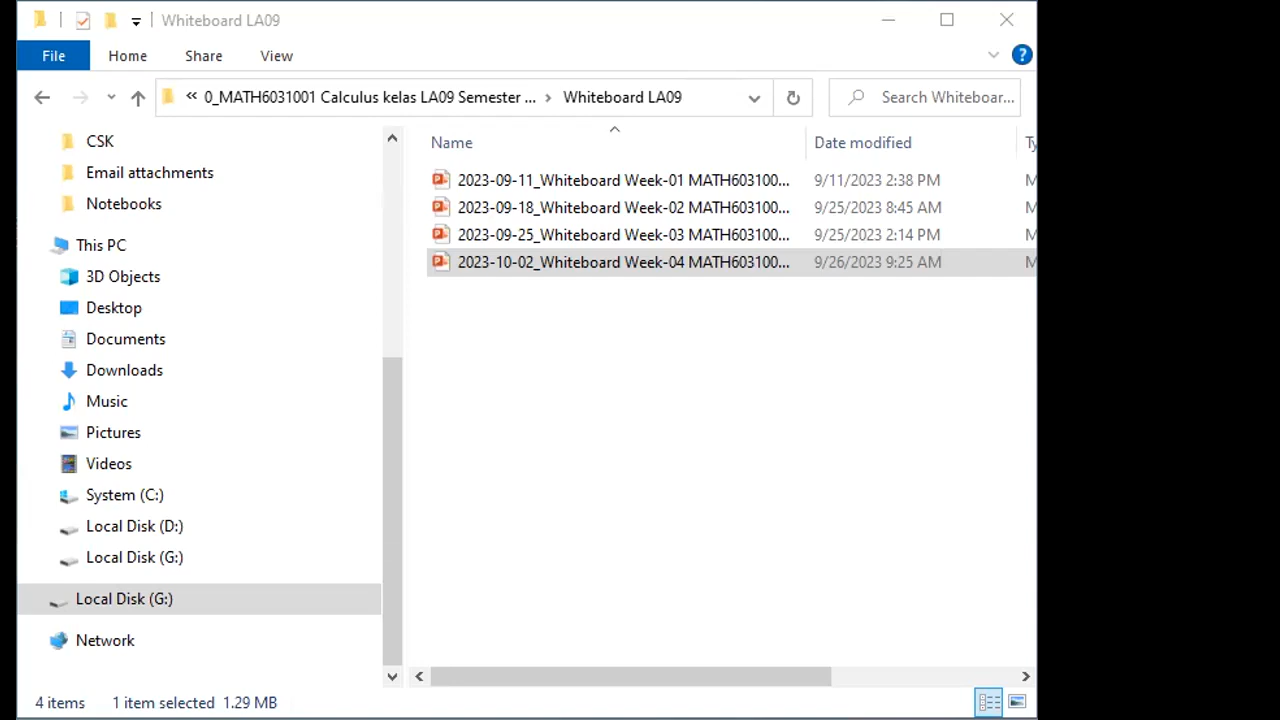 Whiteboard LA09
File Home Share View
0_MATH6031001 Calculus kelas LA09 Semester ... Whiteboard LA09
Search Whiteboar...
CSK
Email attachments
Notebooks
This PC
3D Objects
Desktop
Documents
Downloads
Music
Pictures
Videos
System (C:)
Local Disk (D:)
Local Disk (G:)
Local Disk (G:)
Network
Name Date modified Ty
2023-09-11_Whiteboard Week-01 MATH603100... 9/11/2023 2:38 PM M
2023-09-18_Whiteboard Week-02 MATH603100... 9/25/2023 8:45 AM M
2023-09-25_Whiteboard Week-03 MATH603100... 9/25/2023 2:14 PM M
2023-10-02_Whiteboard Week-04 MATH603100... 9/26/2023 9:25 AM M
4 items 1 item selected 1.29 MB